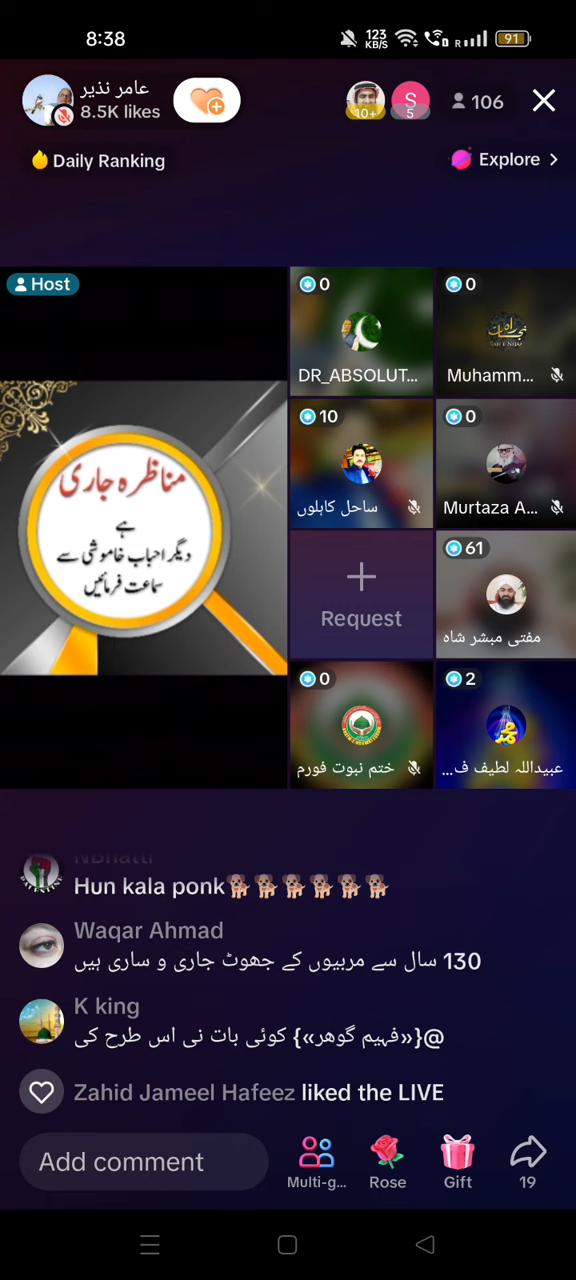 8:38
123
KB/S
R
91
عامر نذیر
8.5K likes
10+
S
5
106
Daily Ranking
Explore
Host
مناظرہ جاری
ہے
دیگر احباب خاموشی سے
سماعت فرمائیں
0
DR_ABSOLUT...
0
Muhamm...
10
ساحل کاہلوں
0
Murtaza A...
Request
61
مفتی مبشر شاہ
0
ختم نبوت فورم
2
عبیداللہ لطیف ف...
NBhatti
Hun kala ponk🐕🐕🐕🐕🐕🐕
Waqar Ahmad
130 سال سے مربیوں کے جھوٹ جاری و ساری ہیں
K king
@{«فہیم گوھر»} کوئی بات نی اس طرح کی
Zahid Jameel Hafeez liked the LIVE
Add comment
Multi-g...
Rose
Gift
19